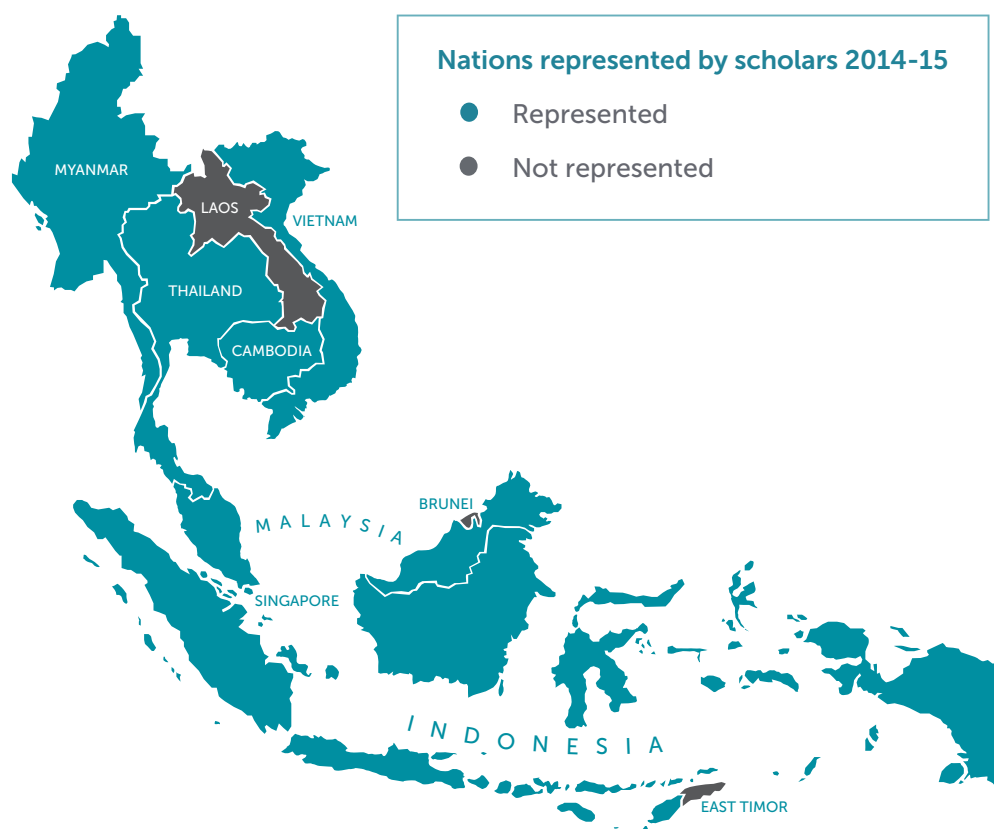 Nations represented by scholars 2014-15
Represented
Not represented
MYANMAR
LAOS
VIETNAM
THAILAND
CAMBODIA
BRUNEI
MALAYSIA
SINGAPORE
INDONESIA
EAST TIMOR